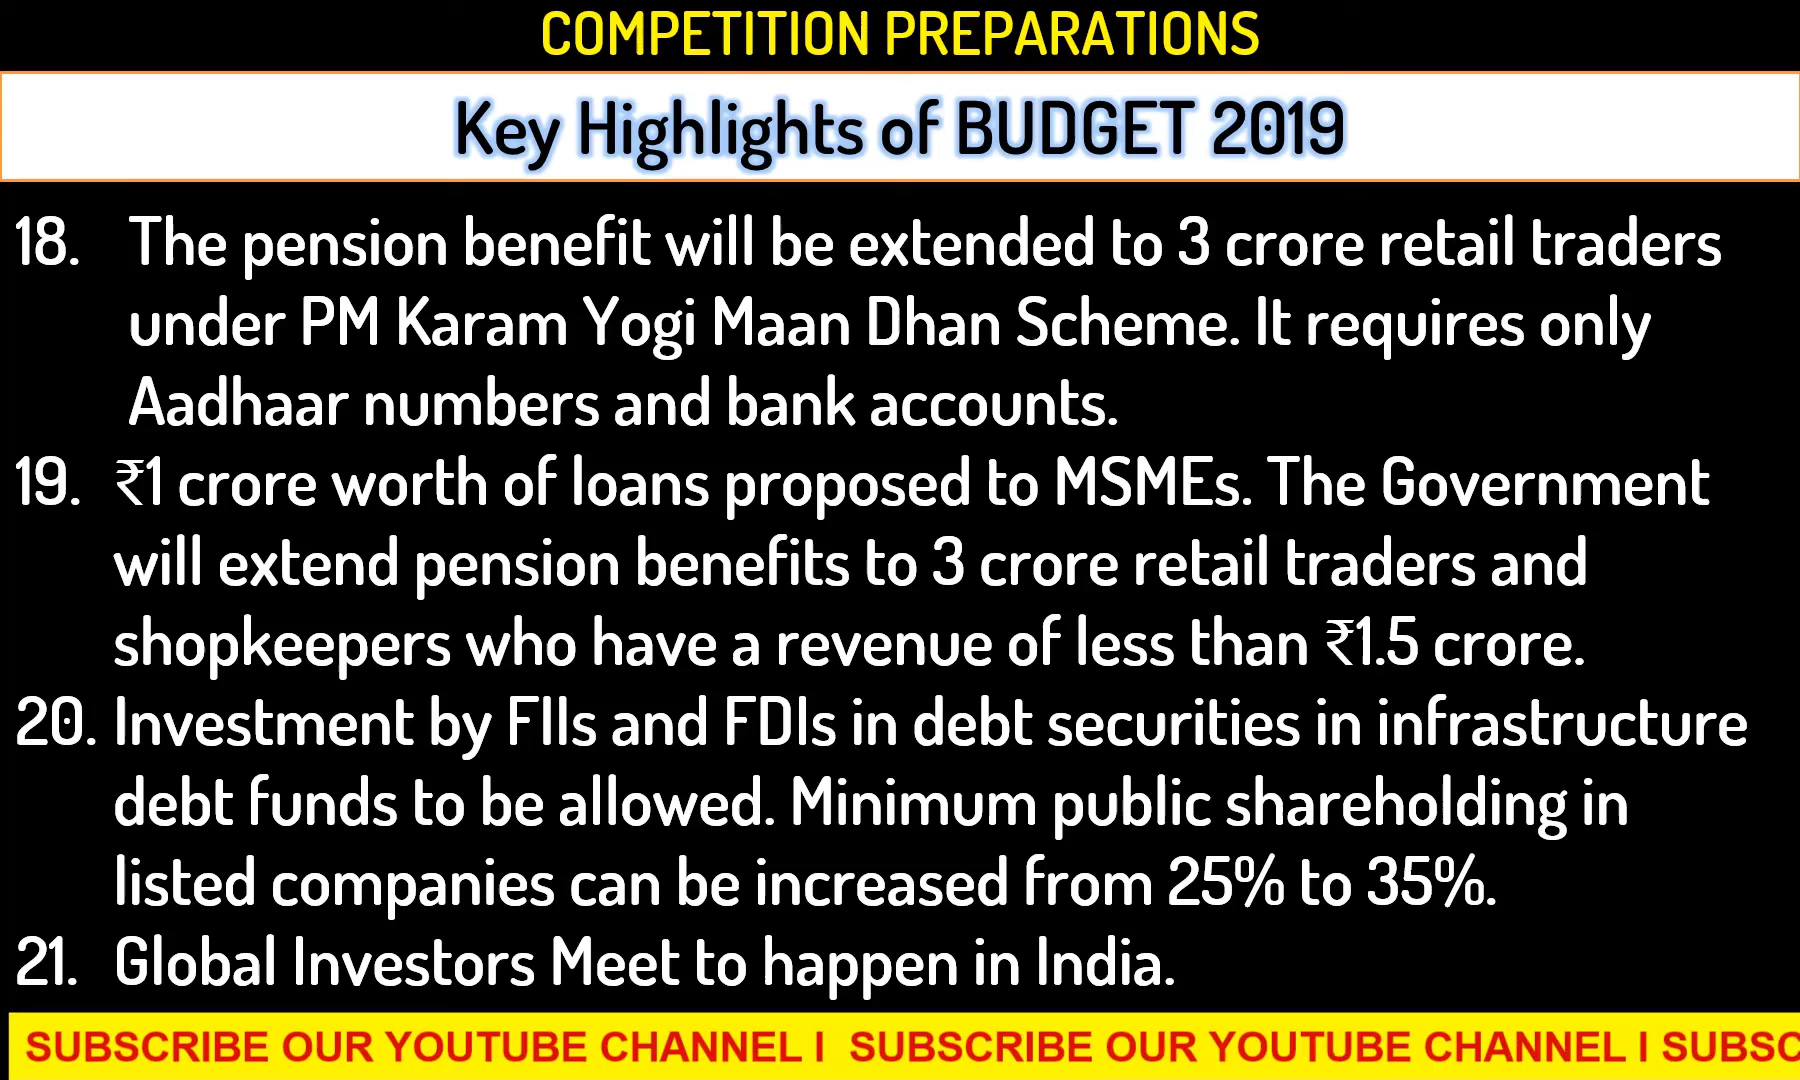 COMPETITION PREPARATIONS
Key Highlights of BUDGET 2019
18. The pension benefit will be extended to 3 crore retail traders
under PM Karam Yogi Maan Dhan Scheme. It requires only
Aadhaar numbers and bank accounts.
19. ₹1 crore worth of loans proposed to MSMEs. The Government
will extend pension benefits to 3 crore retail traders and
shopkeepers who have a revenue of less than ₹1.5 crore.
20. Investment by FIIs and FDIs in debt securities in infrastructure
debt funds to be allowed. Minimum public shareholding in
listed companies can be increased from 25% to 35%.
21. Global Investors Meet to happen in India.
SUBSCRIBE OUR YOUTUBE CHANNEL I SUBSCRIBE OUR YOUTUBE CHANNEL I SUBSC